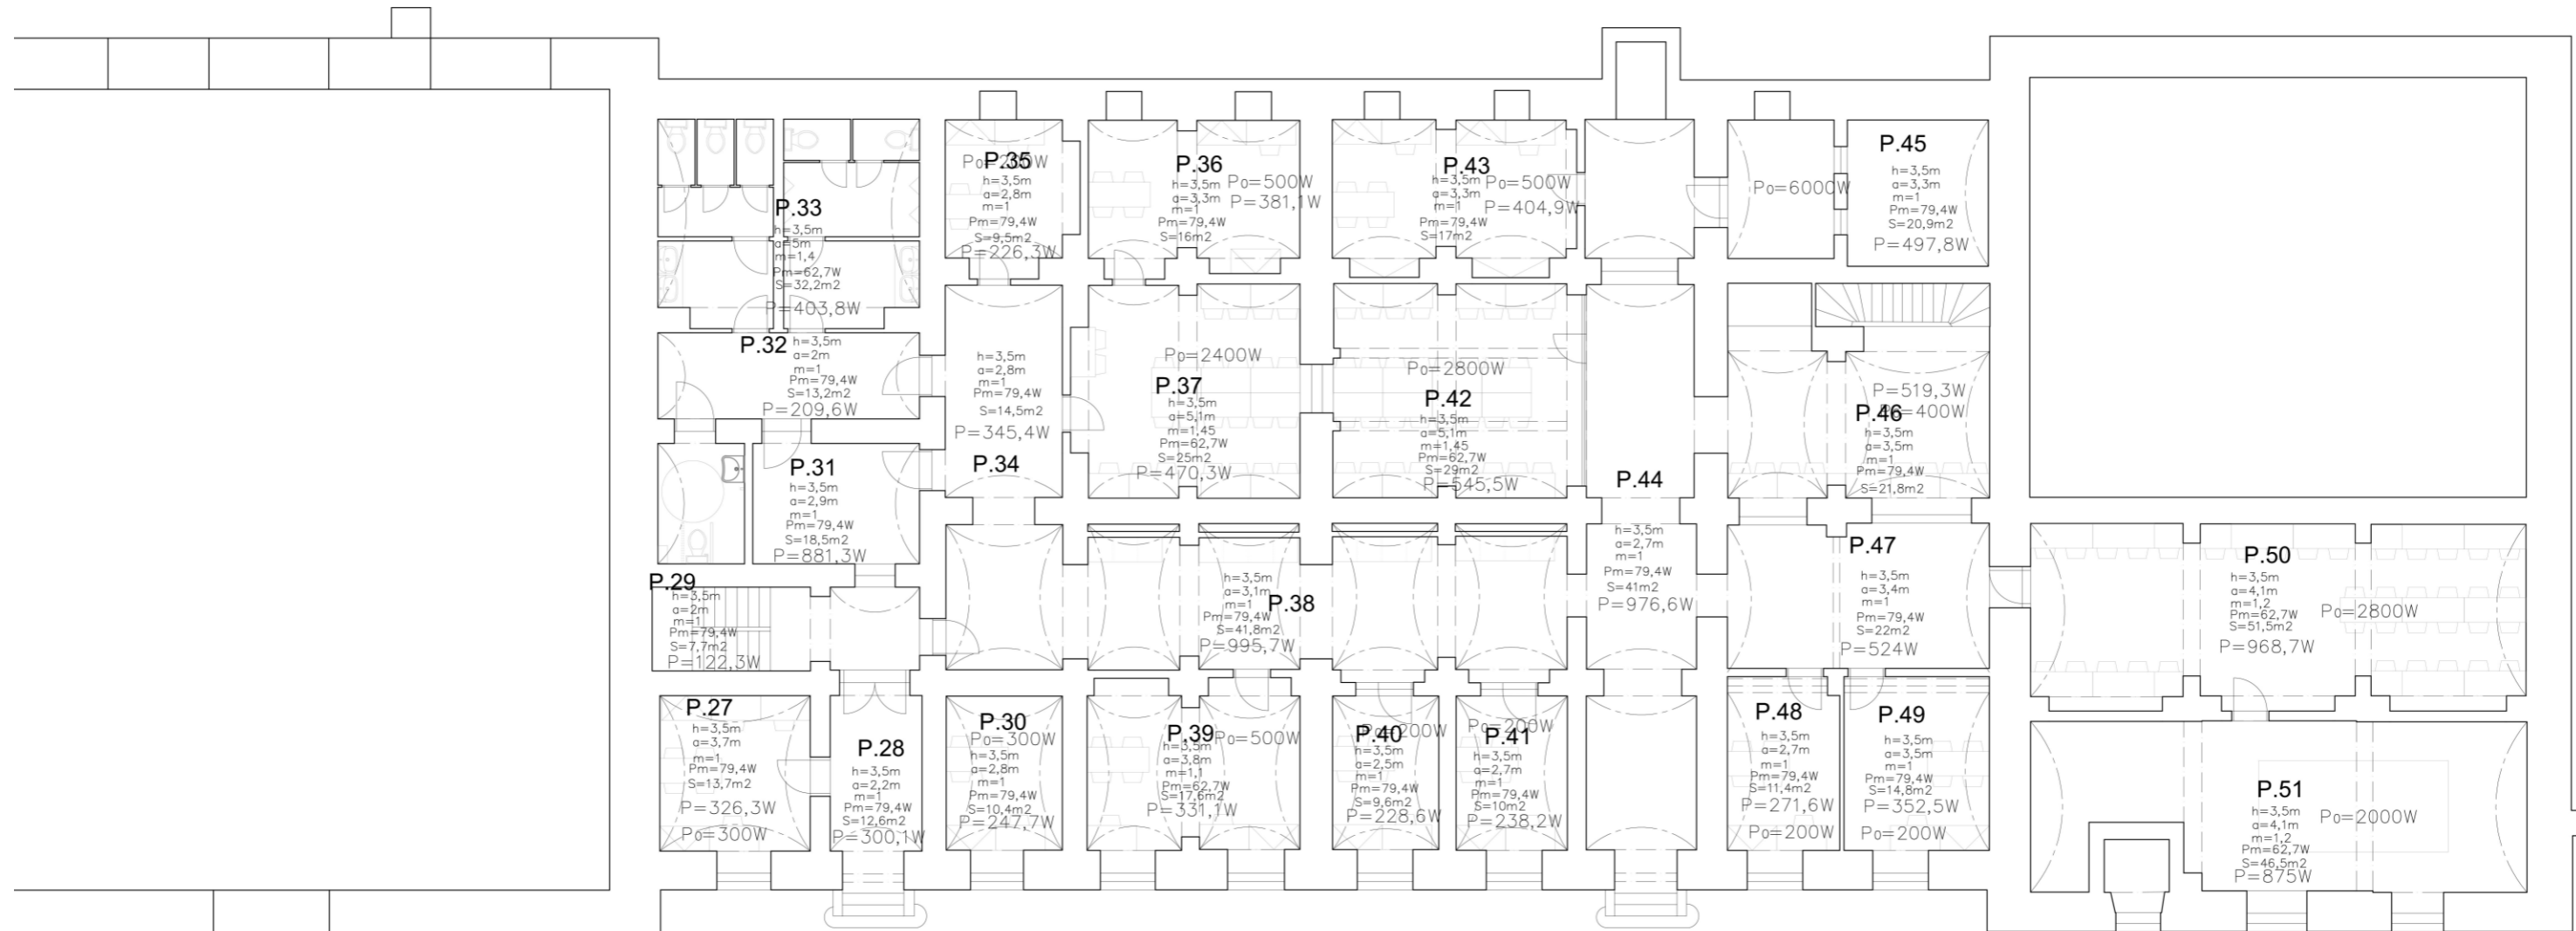 P.33
h=3,5m
a=5m
m=1,4
Pm=62,7W
S=32,2m2
P=403,8W
P.35
h=3,5m
a=2,8m
m=1
Pm=79,4W
S=9,5m2
P=226,3W
P.36
h=3,5m
a=3,3m
m=1
Pm=79,4W
S=16m2
Po=500W
P=381,1W
P.43
h=3,5m
a=3,3m
m=1
Pm=79,4W
S=17m2
Po=500W
P=404,9W
Po=6000W
P.45
h=3,5m
a=3,3m
m=1
Pm=79,4W
S=20,9m2
P=497,8W
P.32
h=3,5m
a=2m
m=1
Pm=79,4W
S=13,2m2
P=209,6W
h=3,5m
a=2,8m
m=1
Pm=79,4W
S=14,5m2
P=345,4W
P.34
Po=2400W
P.37
h=3,5m
a=5,1m
m=1,45
Pm=62,7W
S=25m2
P=470,3W
Po=2800W
P.42
h=3,5m
a=5,1m
m=1,45
Pm=62,7W
S=29m2
P=545,5W
P.44
h=3,5m
a=2,7m
m=1
Pm=79,4W
S=41m2
P=976,6W
P=519,3W
P.46
=400W
h=3,5m
a=3,5m
m=1
Pm=79,4W
S=21,8m2
P.31
h=3,5m
a=2,9m
m=1
Pm=79,4W
S=18,5m2
P=881,3W
P.29
h=3,5m
a=2m
m=1
Pm=79,4W
S=7,7m2
P=122,3W
h=3,5m
a=3,1m
m=1
P.38
Pm=79,4W
S=41,8m2
P=995,7W
P.47
h=3,5m
a=3,4m
m=1
Pm=79,4W
S=22m2
P=524W
P.50
h=3,5m
a=4,1m
m=1,2
Pm=62,7W
S=51,5m2
Po=2800W
P=968,7W
P.27
h=3,5m
a=3,7m
m=1
Pm=79,4W
S=13,7m2
P=326,3W
Po=300W
P.28
h=3,5m
a=2,2m
m=1
Pm=79,4W
S=12,6m2
P=300,1W
P.30
Po=300W
h=3,5m
a=2,8m
m=1
Pm=79,4W
S=10,4m2
P=247,7W
P.39
Po=500W
h=3,5m
a=3,8m
m=1,1
Pm=62,7W
S=17,6m2
P=331,1W
P.40
Po=200W
h=3,5m
a=2,5m
m=1
Pm=79,4W
S=9,6m2
P=228,6W
Po=200W
P.41
h=3,5m
a=2,7m
m=1
Pm=79,4W
S=10m2
P=238,2W
P.48
h=3,5m
a=2,7m
m=1
Pm=79,4W
S=11,4m2
P=271,6W
Po=200W
P.49
h=3,5m
a=3,5m
m=1
Pm=79,4W
S=14,8m2
P=352,5W
Po=200W
P.51
h=3,5m
a=4,1m
m=1,2
Pm=62,7W
S=46,5m2
P=875W
Po=2000W